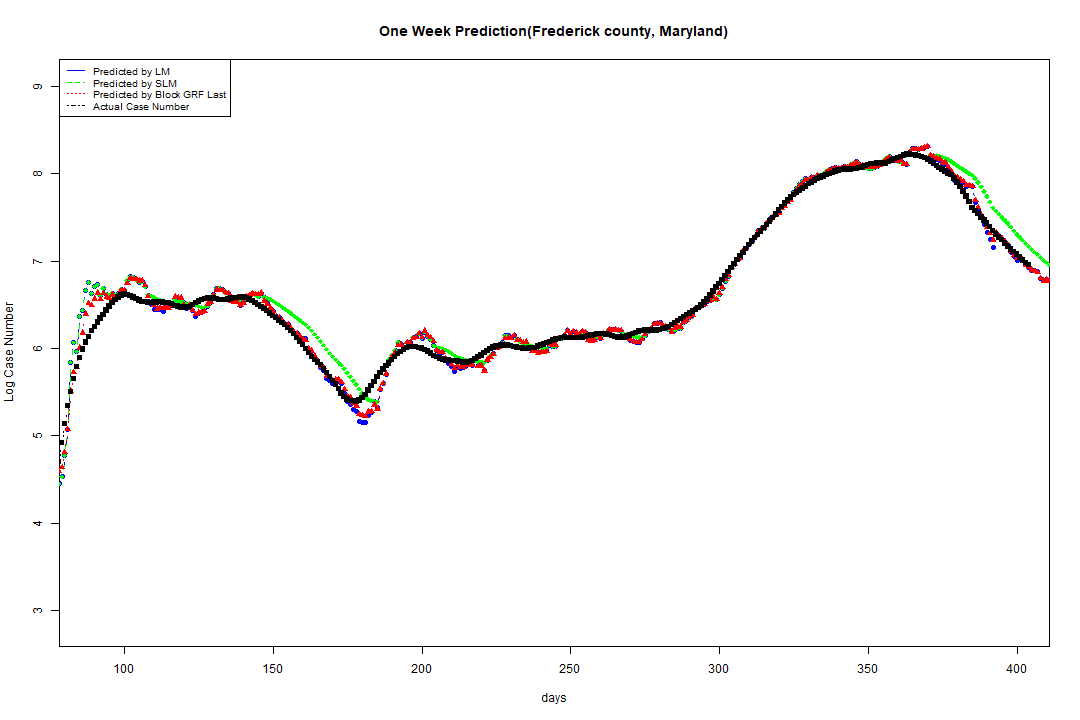 One Week Prediction(Frederick county, Maryland)
Predicted by LM
Predicted by SLM
Predicted by Block GRF Last
Actual Case Number
9
8
7
6
5
4
3
Log Case Number
100 150 200 250 300 350 400
days